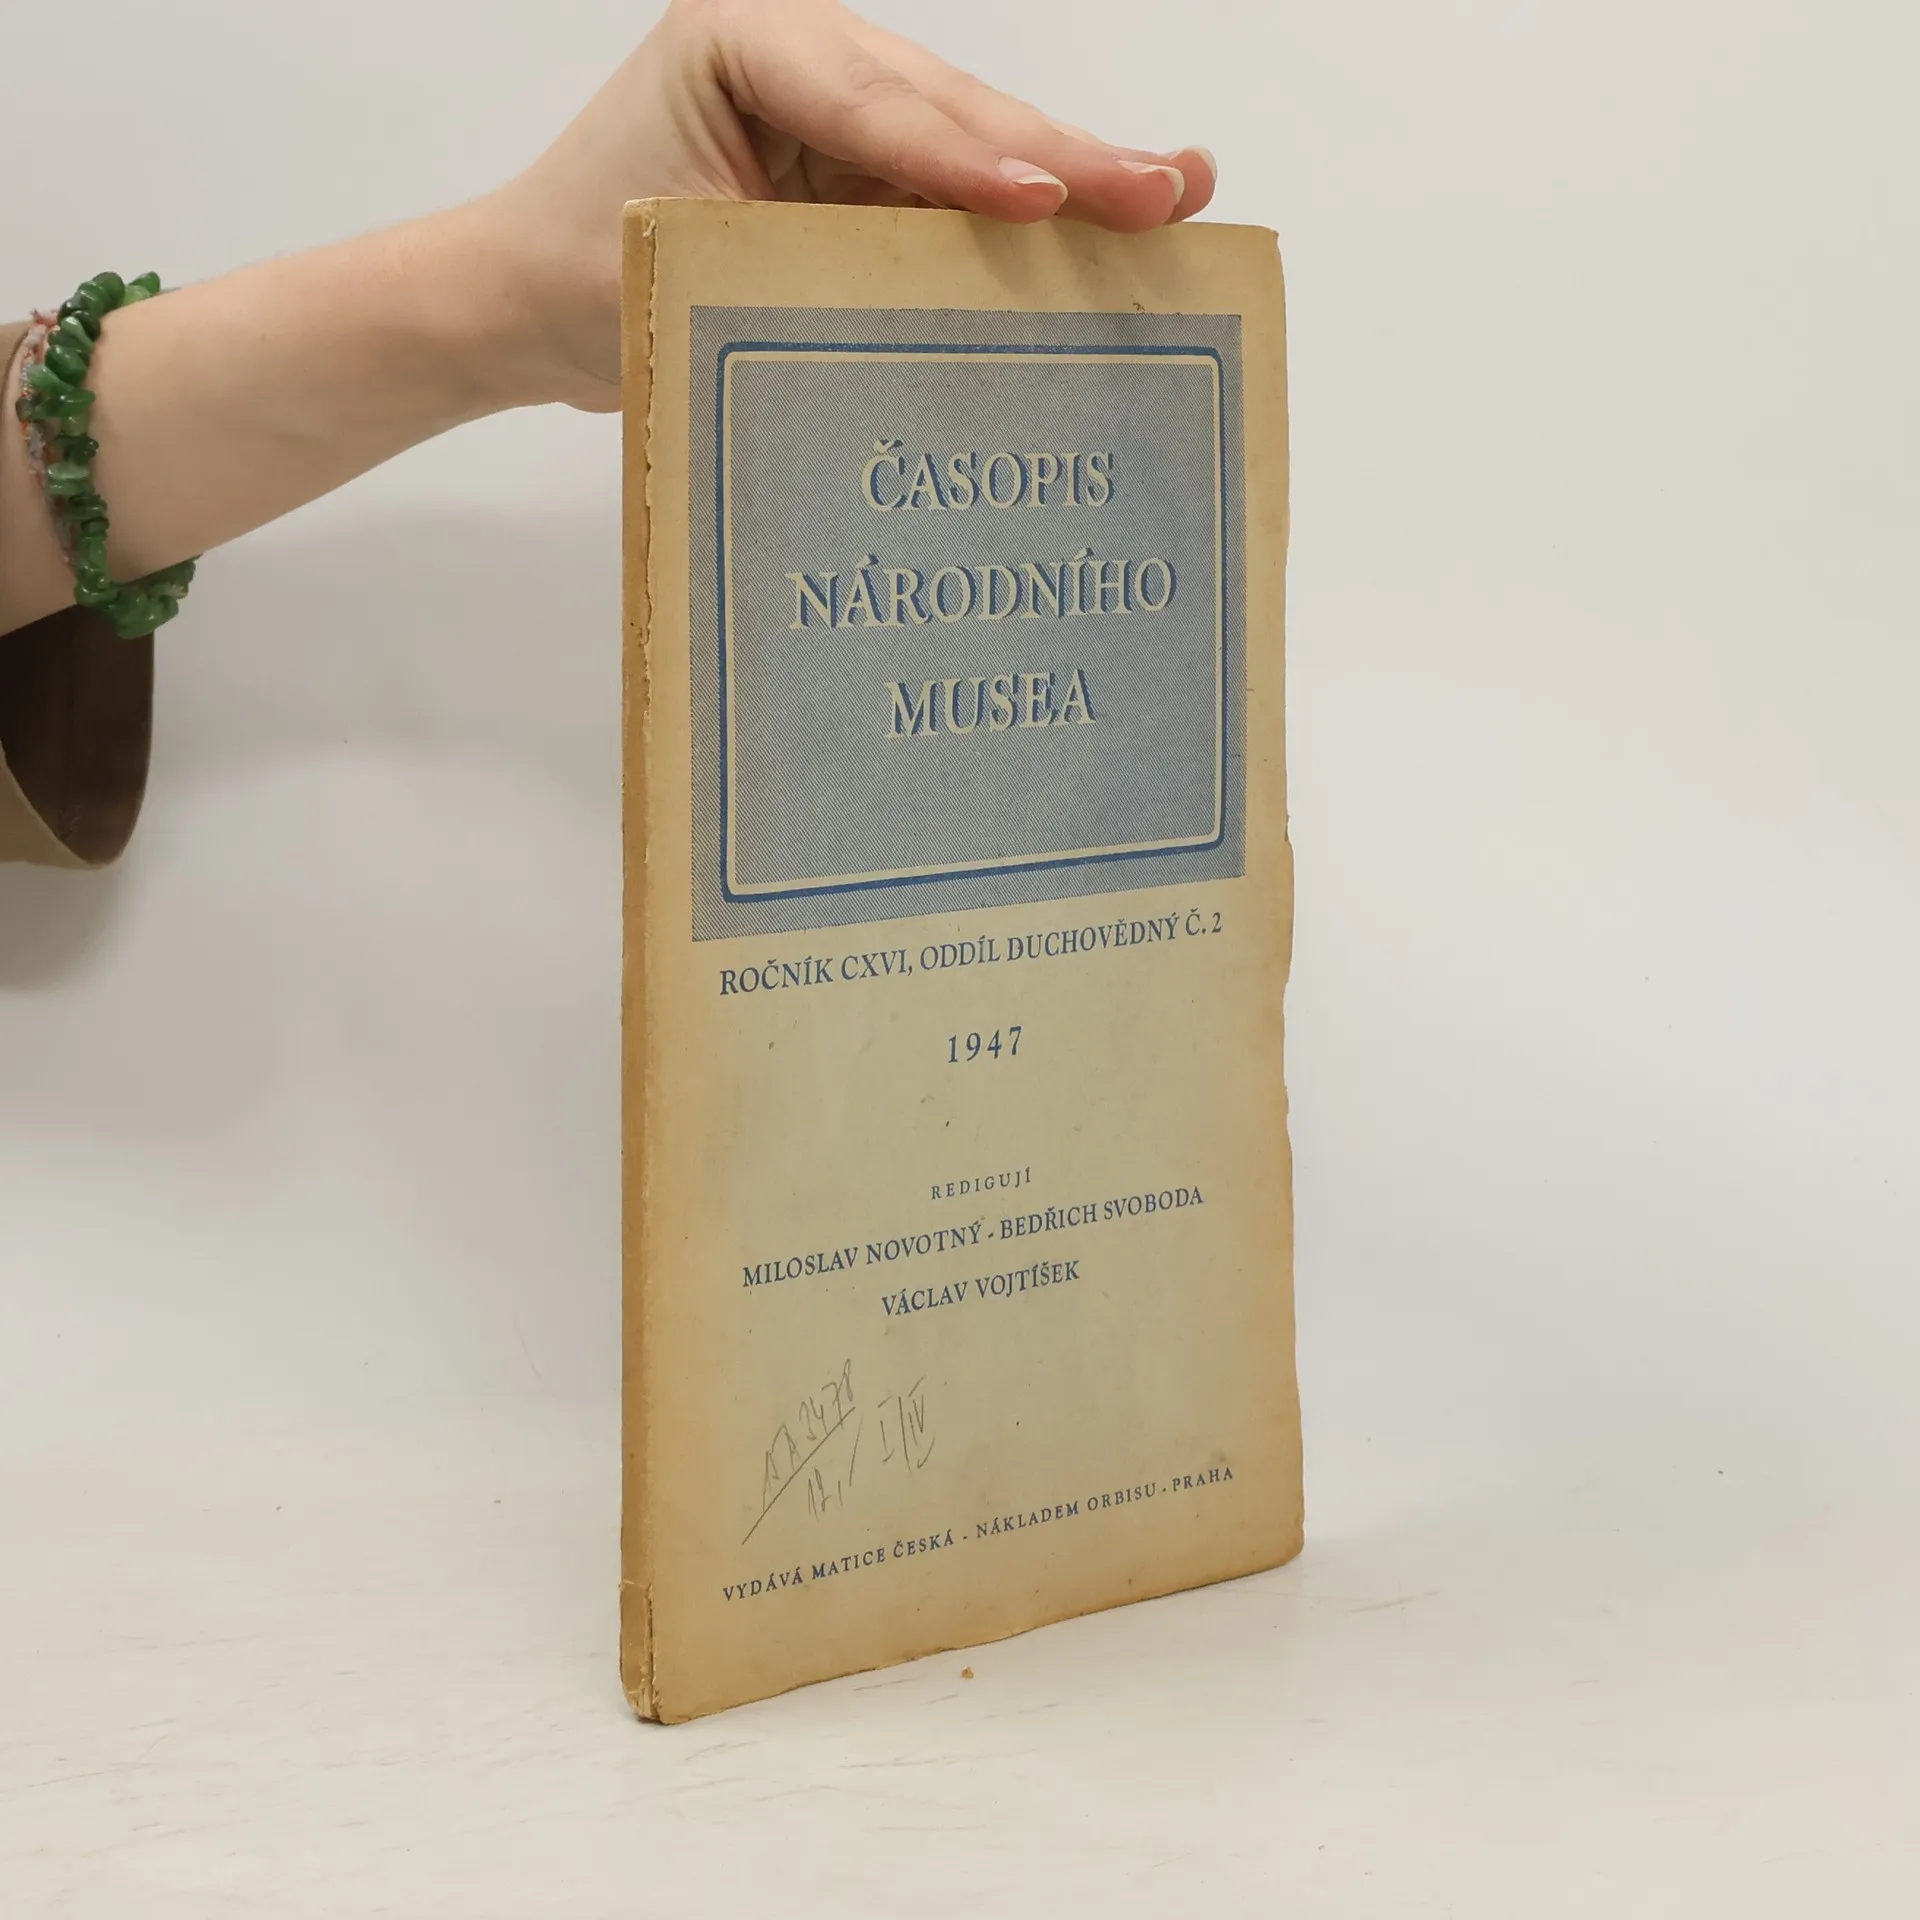 ČASOPIS
NÁRODNÍHO
MUSEA
ROČNÍK CXVI, ODDÍL DUCHOVĚDNÝ Č. 2
1947
REDIGUJÍ
MILOSLAV NOVOTNÝ - BEDŘICH SVOBODA
VÁCLAV VOJTÍŠEK
I/IV
VYDÁVÁ MATICE ČESKÁ - NÁKLADEM ORBISU - PRAHA